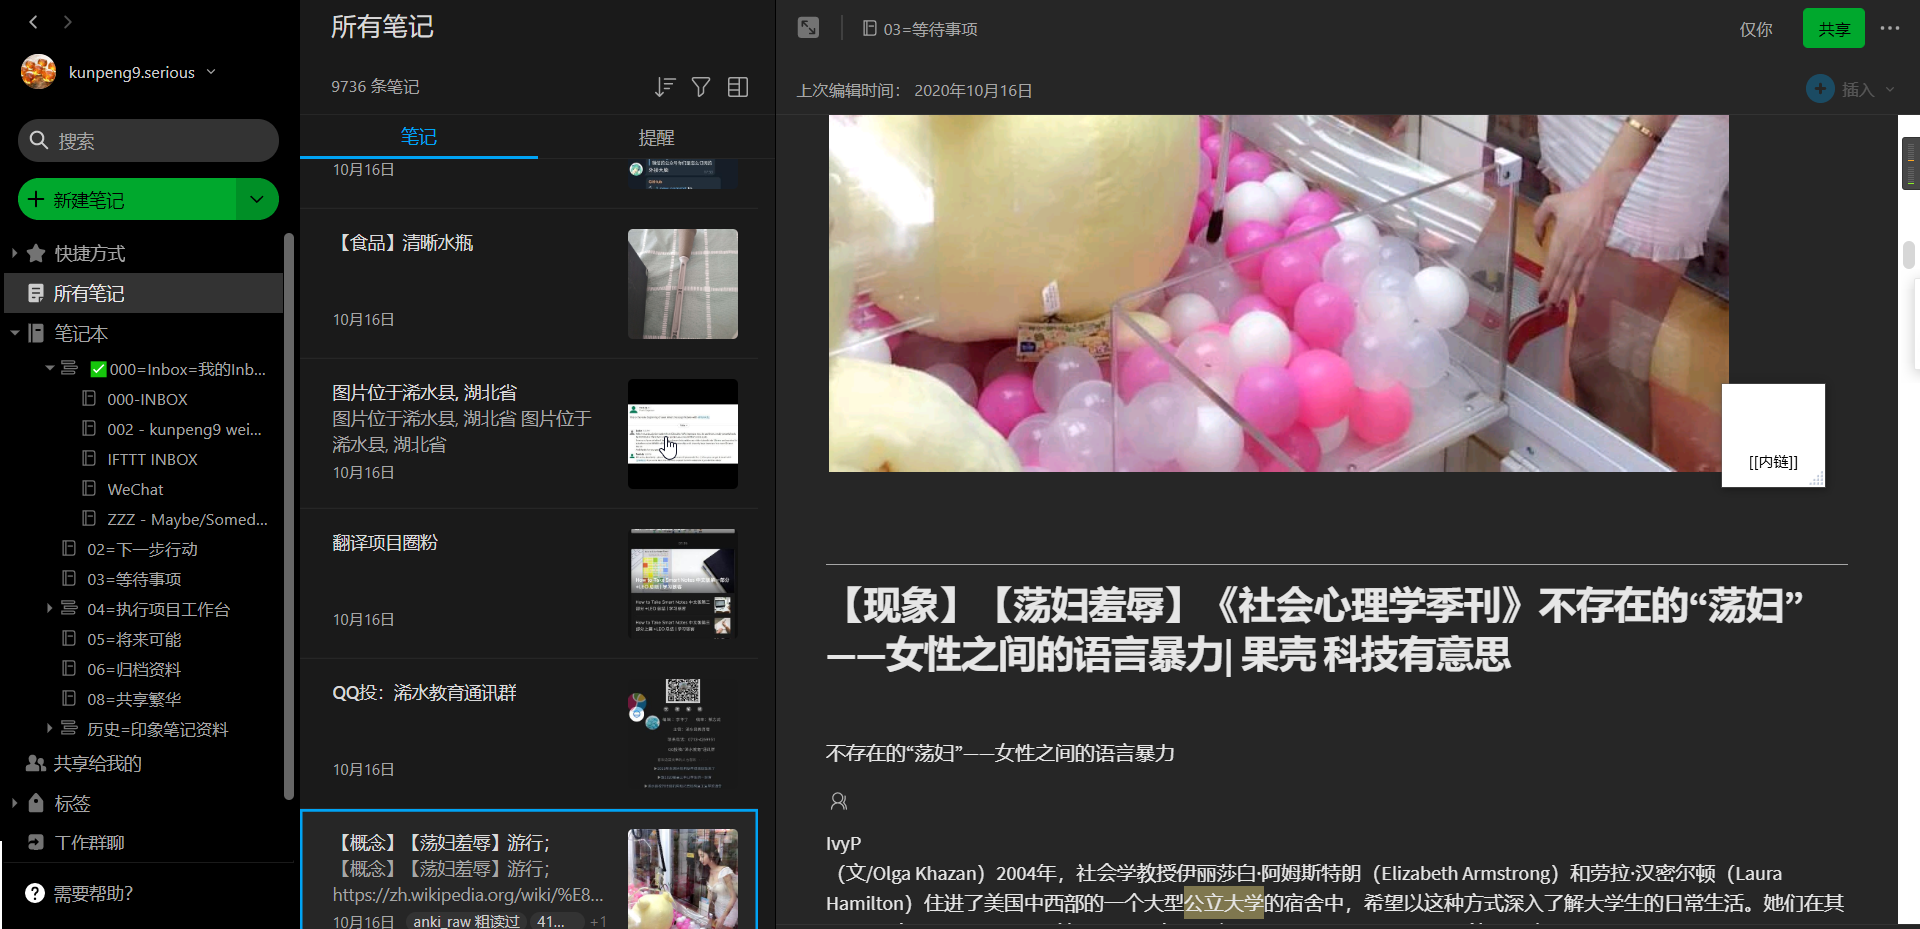 kunpeng9.serious
搜索
新建笔记
快捷方式
所有笔记
笔记本
✅000=Inbox=我的Inb...
000-INBOX
002 - kunpeng9 wei...
IFTTT INBOX
WeChat
ZZZ - Maybe/Somed...
02=下一步行动
03=等待事项
04=执行项目工作台
05=将来可能
06=归档资料
08=共享繁华
历史=印象笔记资料
共享给我的
标签
工作群聊
需要帮助?
所有笔记
9736 条笔记
笔记
提醒
10月16日
【食品】清晰水瓶
10月16日
图片位于浠水县, 湖北省
图片位于浠水县, 湖北省 图片位于
浠水县, 湖北省
10月16日
翻译项目圈粉
10月16日
QQ投：浠水教育通讯群
10月16日
【概念】【荡妇羞辱】游行;
【概念】【荡妇羞辱】游行;
https://zh.wikipedia.org/wiki/%E8...
10月16日 anki_raw 粗读过 41... +1
03=等待事项
仅你
共享
上次编辑时间： 2020年10月16日
插入
[[内链]]
【现象】【荡妇羞辱】《社会心理学季刊》不存在的“荡妇”
——女性之间的语言暴力| 果壳 科技有意思
不存在的“荡妇”——女性之间的语言暴力
IvyP
（文/Olga Khazan）2004年，社会学教授伊丽莎白·阿姆斯特朗（Elizabeth Armstrong）和劳拉·汉密尔顿（Laura
Hamilton）住进了美国中西部的一个大型公立大学的宿舍中，希望以这种方式深入了解大学生的日常生活。她们在其